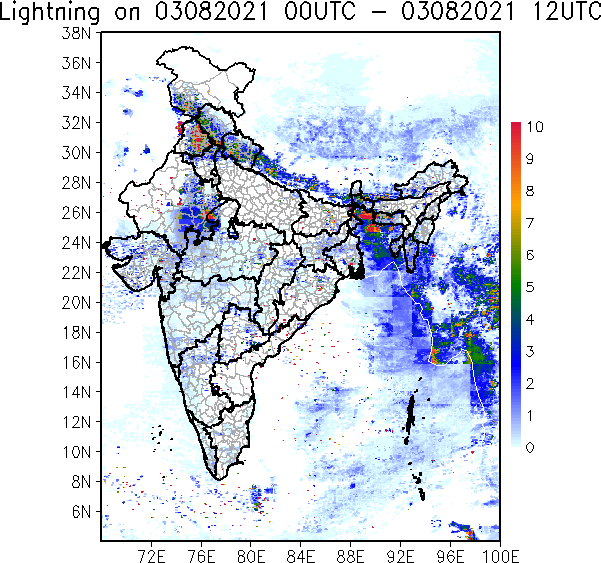 Lightning on 03082021 00UTC – 03082021 12UTC
38N
36N
34N
32N
30N
28N
26N
24N
22N
20N
18N
16N
14N
12N
10N
8N
6N
72E 76E 80E 84E 88E 92E 96E 100E
10
9
8
7
6
5
4
3
2
1
0